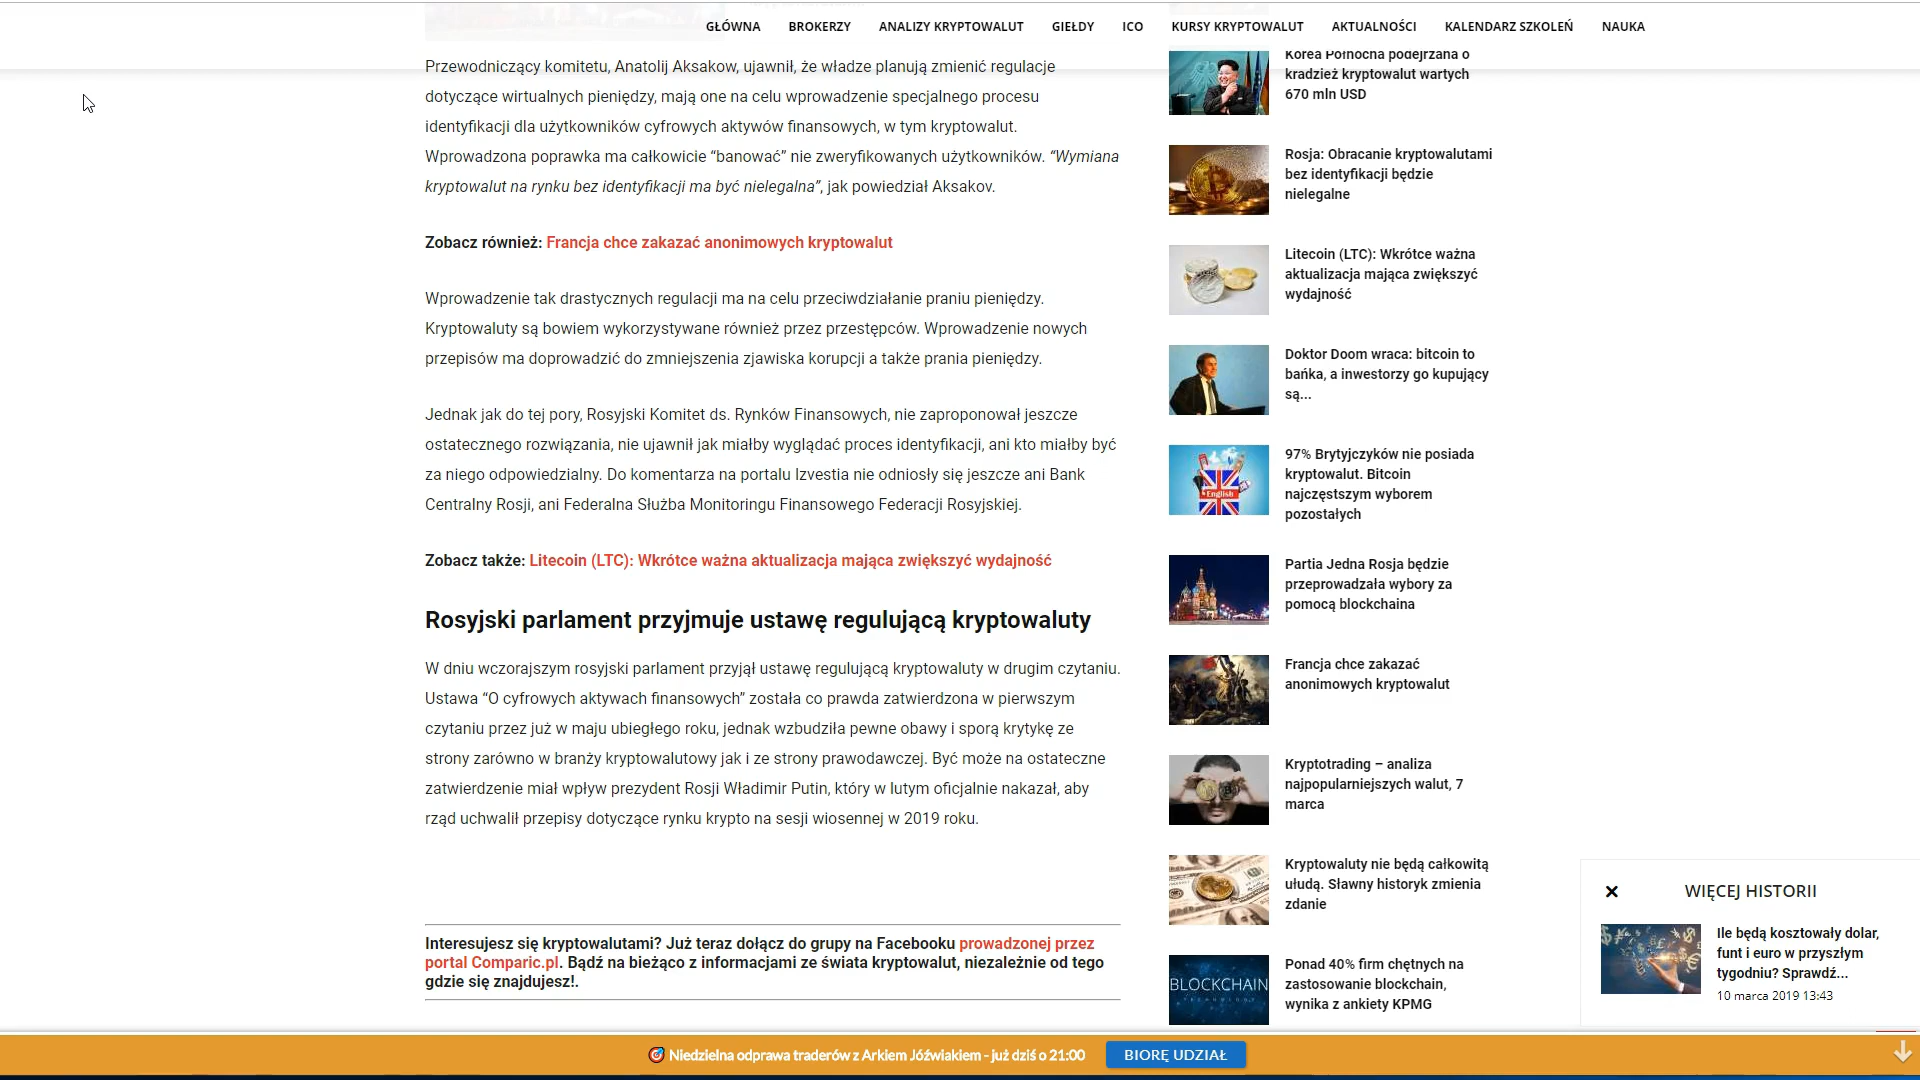 GŁÓWNA BROKERZY ANALIZY KRYPTOWALUT GIEŁDY ICO KURSY KRYPTOWALUT AKTUALNOŚCI KALENDARZ SZKOLEŃ NAUKA
Przewodniczący komitetu, Anatolij Aksakow, ujawnił, że władze planują zmienić regulacje
dotyczące wirtualnych pieniędzy, mają one na celu wprowadzenie specjalnego procesu
identyfikacji dla użytkowników cyfrowych aktywów finansowych, w tym kryptowalut.
Wprowadzona poprawka ma całkowicie “banować” nie zweryfikowanych użytkowników. “Wymiana
kryptowalut na rynku bez identyfikacji ma być nielegalna”, jak powiedział Aksakov.
Zobacz również: Francja chce zakazać anonimowych kryptowalut
Wprowadzenie tak drastycznych regulacji ma na celu przeciwdziałanie praniu pieniędzy.
Kryptowaluty są bowiem wykorzystywane również przez przestępców. Wprowadzenie nowych
przepisów ma doprowadzić do zmniejszenia zjawiska korupcji a także prania pieniędzy.
Jednak jak do tej pory, Rosyjski Komitet ds. Rynków Finansowych, nie zaproponował jeszcze
ostatecznego rozwiązania, nie ujawnił jak miałby wyglądać proces identyfikacji, ani kto miałby być
za niego odpowiedzialny. Do komentarza na portalu Izvestia nie odniosły się jeszcze ani Bank
Centralny Rosji, ani Federalna Służba Monitoringu Finansowego Federacji Rosyjskiej.
Zobacz także: Litecoin (LTC): Wkrótce ważna aktualizacja mająca zwiększyć wydajność
Rosyjski parlament przyjmuje ustawę regulującą kryptowaluty
W dniu wczorajszym rosyjski parlament przyjął ustawę regulującą kryptowaluty w drugim czytaniu.
Ustawa “O cyfrowych aktywach finansowych” została co prawda zatwierdzona w pierwszym
czytaniu przez już w maju ubiegłego roku, jednak wzbudziła pewne obawy i sporą krytykę ze
strony zarówno w branży kryptowalutowy jak i ze strony prawodawczej. Być może na ostateczne
zatwierdzenie miał wpływ prezydent Rosji Władimir Putin, który w lutym oficjalnie nakazał, aby
rząd uchwalił przepisy dotyczące rynku krypto na sesji wiosennej w 2019 roku.
Interesujesz się kryptowalutami? Już teraz dołącz do grupy na Facebooku prowadzonej przez
portal Comparic.pl. Bądź na bieżąco z informacjami ze świata kryptowalut, niezależnie od tego
gdzie się znajdujesz!.
Korea Północna podejrzana o
kradzież kryptowalut wartych
670 mln USD
Rosja: Obracanie kryptowalutami
bez identyfikacji będzie
nielegalne
Litecoin (LTC): Wkrótce ważna
aktualizacja mająca zwiększyć
wydajność
Doktor Doom wraca: bitcoin to
bańka, a inwestorzy go kupujący
są...
English
97% Brytyjczyków nie posiada
kryptowalut. Bitcoin
najczęstszym wyborem
pozostałych
Partia Jedna Rosja będzie
przeprowadzała wybory za
pomocą blockchaina
Francja chce zakazać
anonimowych kryptowalut
Kryptotrading – analiza
najpopularniejszych walut, 7
marca
Kryptowaluty nie będą całkowitą
ułudą. Sławny historyk zmienia
zdanie
BLOCKCHAIN
Ponad 40% firm chętnych na
zastosowanie blockchain,
wynika z ankiety KPMG
WIĘCEJ HISTORII
Ile będą kosztowały dolar,
funt i euro w przyszłym
tygodniu? Sprawdź...
10 marca 2019 13:43
Niedzielna odprawa traderów z Arkiem Jóźwiakiem - już dziś o 21:00 BIORĘ UDZIAŁ